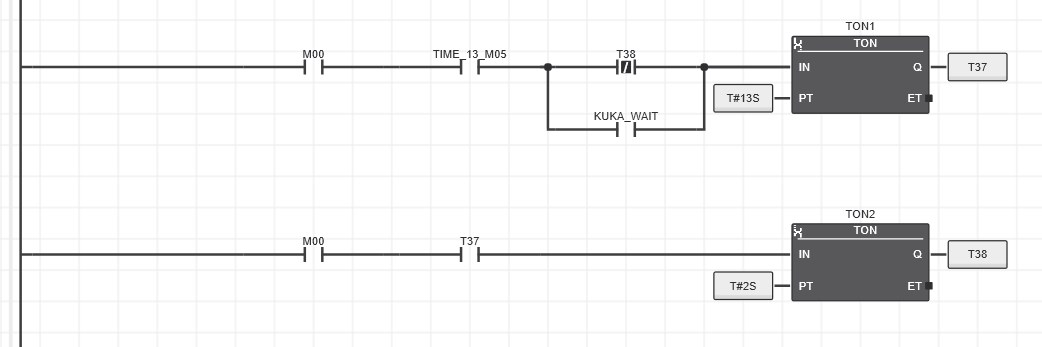 TON1
M00
TIME_13_M05
T38
TON
IN
Q
T37
T#13S
PT
ET
KUKA_WAIT
TON2
M00
T37
TON
IN
Q
T38
T#2S
PT
ET